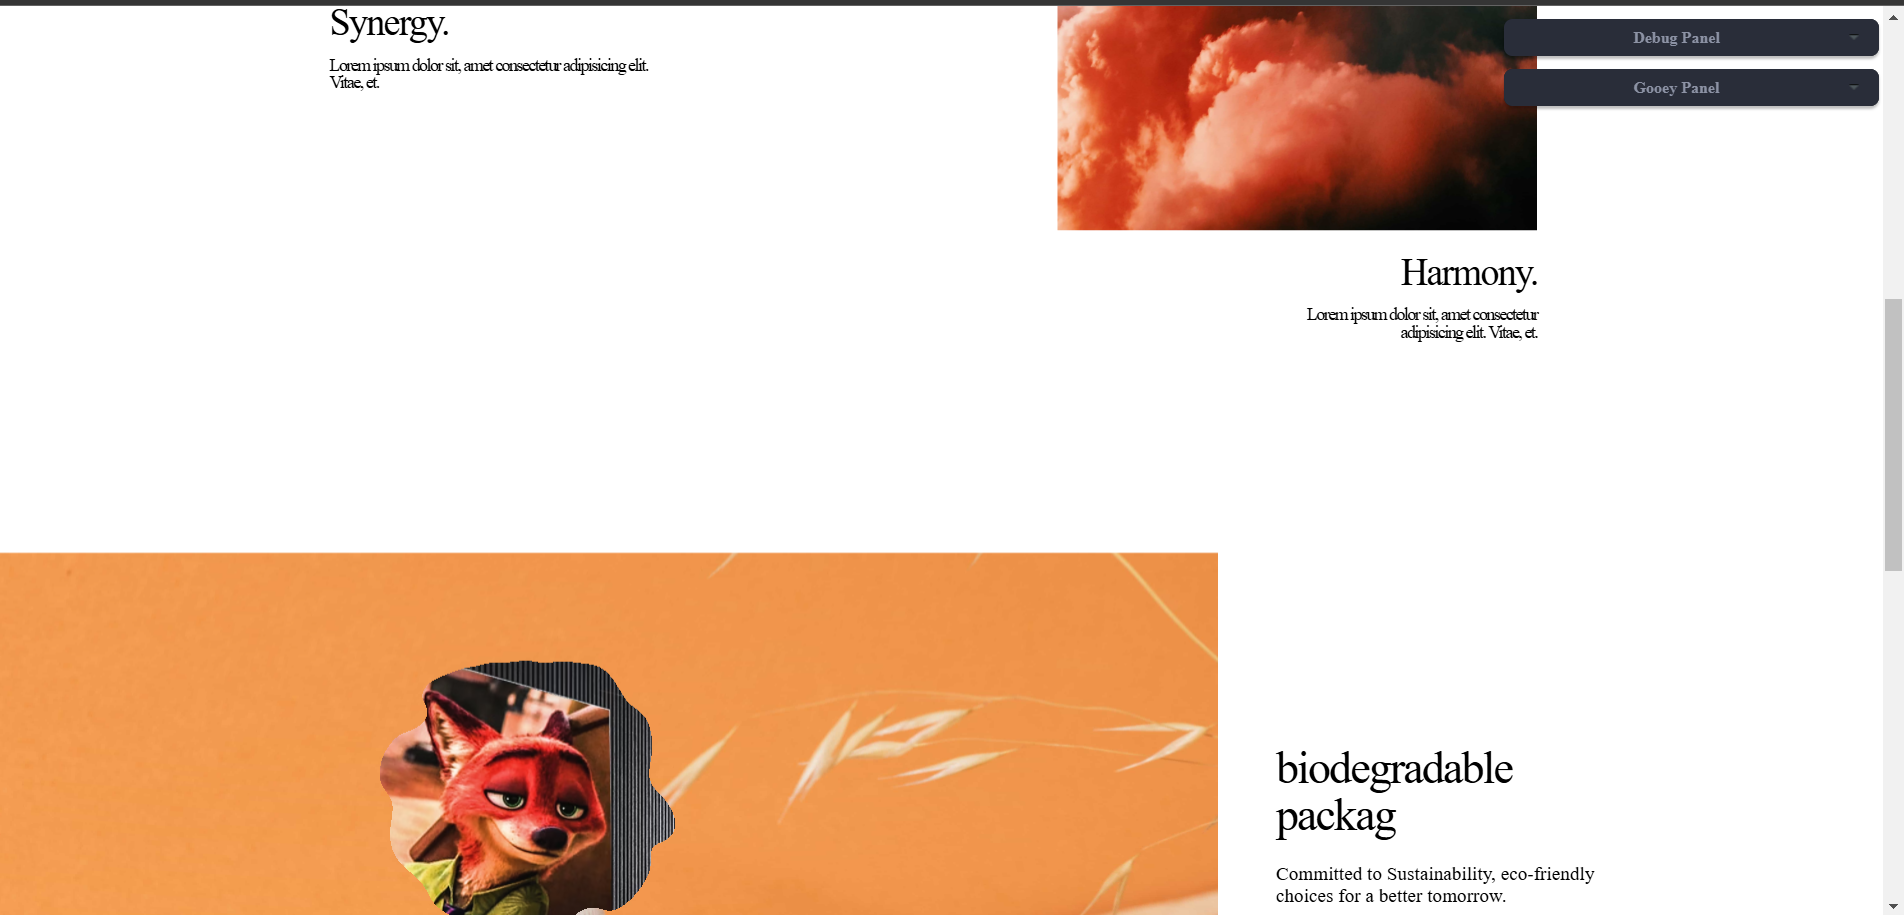 Synergy.
Lorem ipsum dolor sit, amet consectetur adipisicing elit.
Vitae, et.
Debug Panel
Gooey Panel
Harmony.
Lorem ipsum dolor sit, amet consectetur
adipisicing elit. Vitae, et.
biodegradable
packag
Committed to Sustainability, eco-friendly
choices for a better tomorrow.